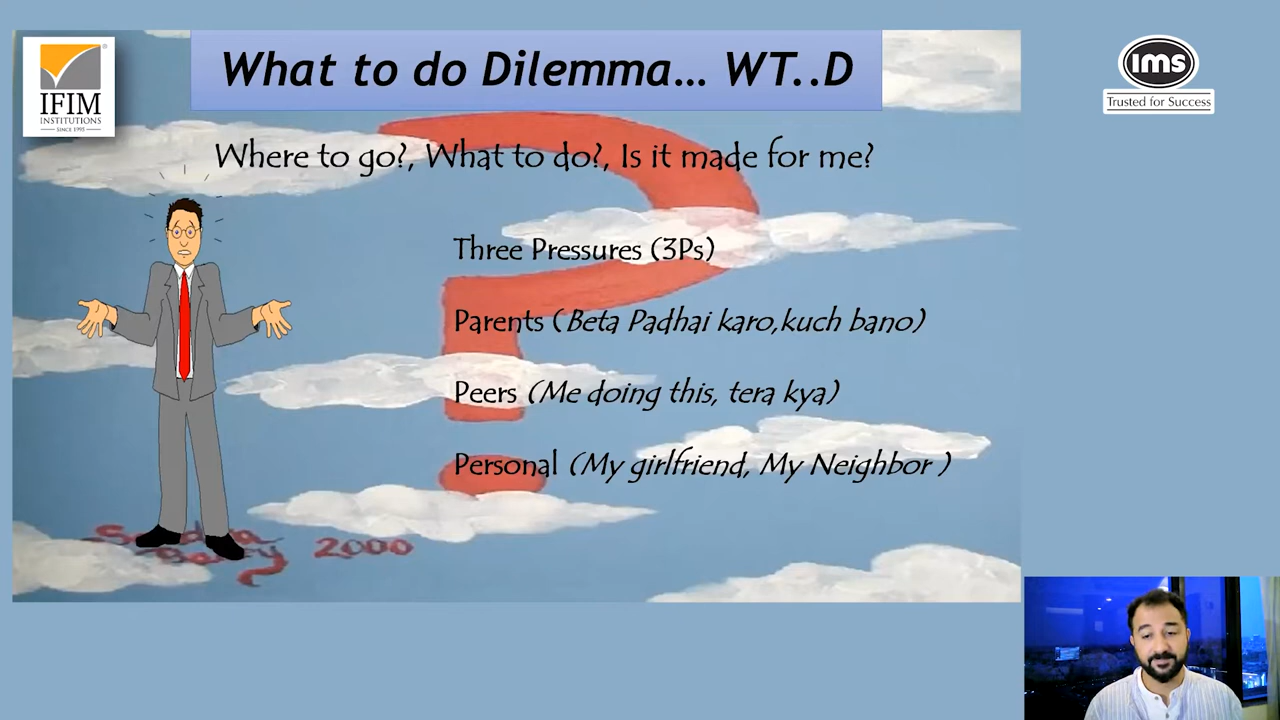 What to do Dilemma... WT..D
IFIM
INSTITUTIONS
SINCE 1995
ims
Trusted for Success
Where to go?, What to do?, Is it made for me?
Three Pressures (3Ps)
Parents (Beta Padhai karo,kuch bano)
Peers (Me doing this, tera kya)
Personal (My girlfriend, My Neighbor )
2000